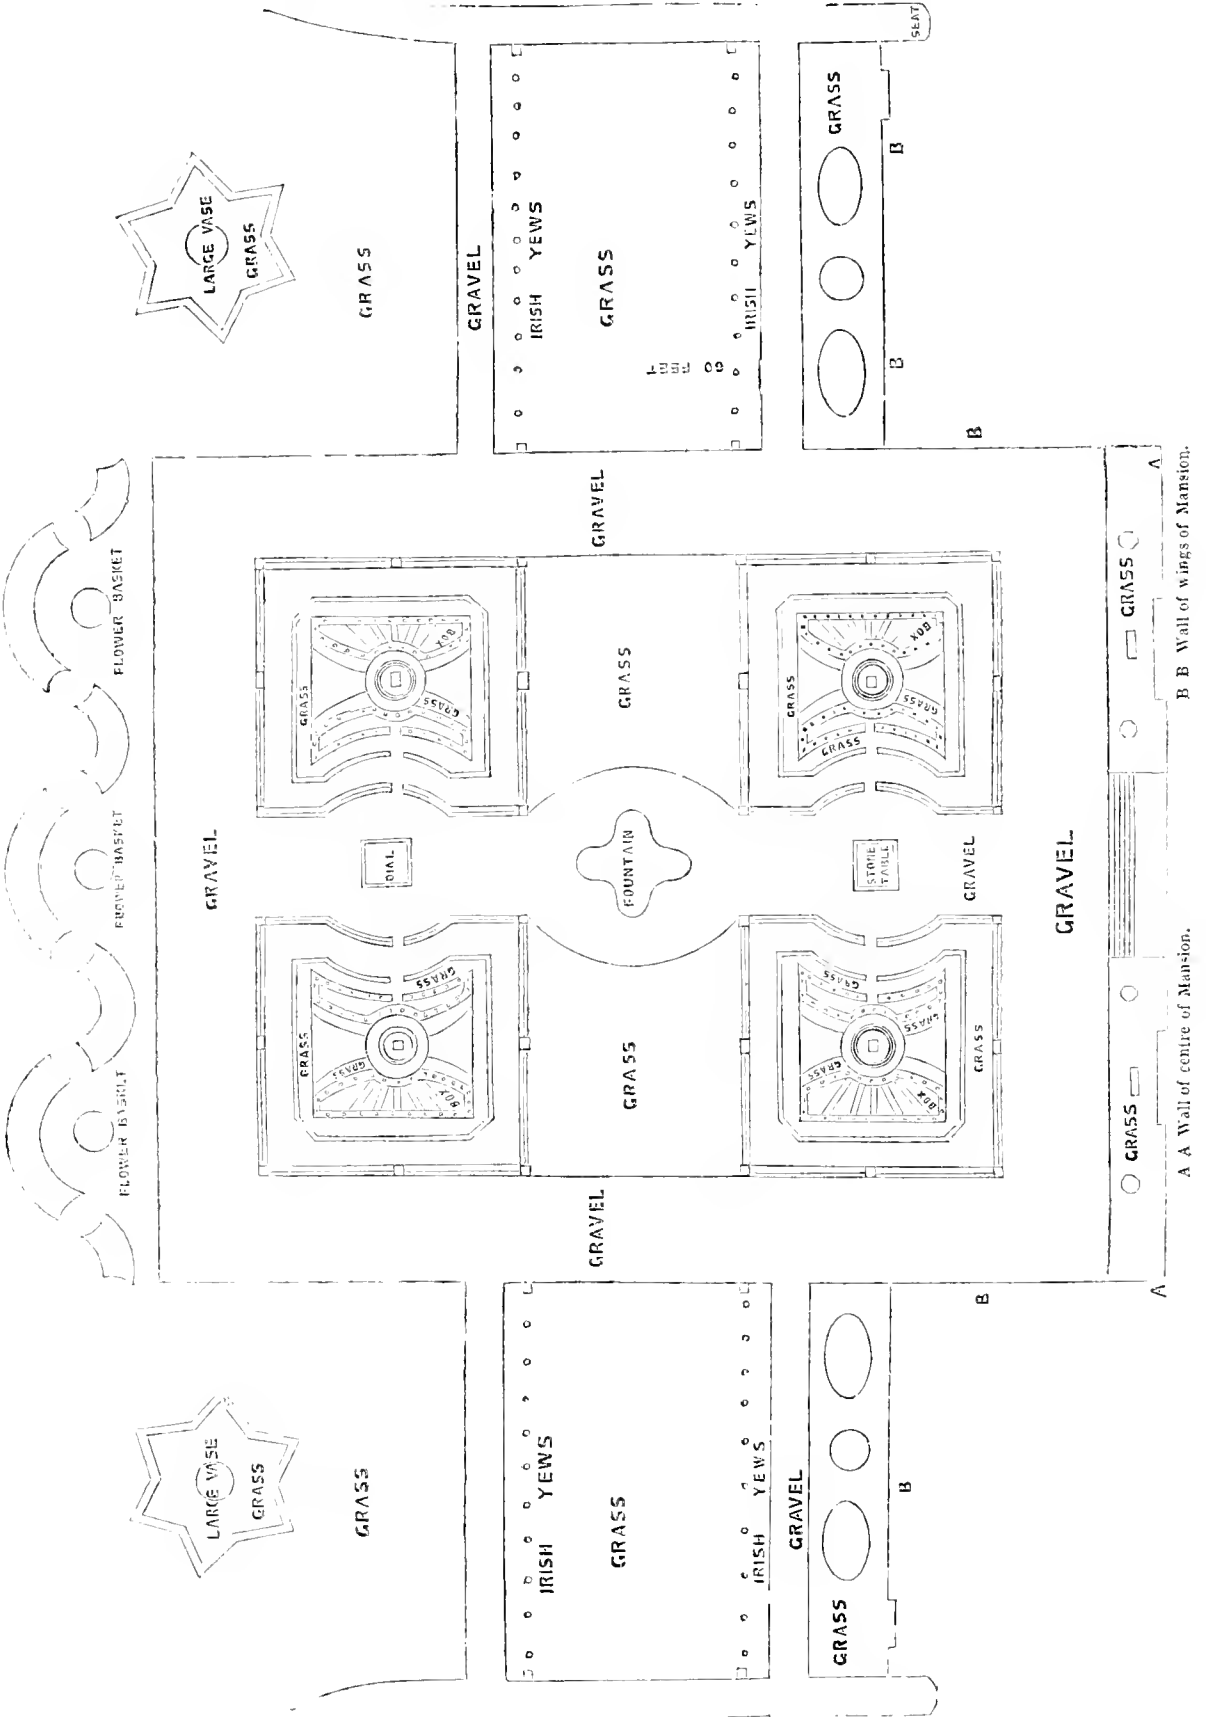 SEAT
GRASS
LARGE VASE
GRASS
GRASS
GRAVEL
IRISH YEWS
GRASS
60 FEET
IRISH YEWS
GRASS
B
B
B
FLOWER BASKET
GRAVEL
GRASS
BOX
GRASS
GRASS
GRASS
BOX
GRASS
GRASS
GRASS
A
FLOWER BASKET
GRAVEL
DIAL
FOUNTAIN
STONE
TABLE
GRAVEL
GRAVEL
FLOWER BASKET
GRASS
GRASS
GRASS
BOX
GRASS
GRASS
GRASS
GRASS
BOX
GRASS
GRASS
GRAVEL
A
B
LARGE VASE
GRASS
GRASS
IRISH YEWS
GRASS
IRISH YEWS
GRAVEL
GRASS
B
A A Wall of centre of Mansion.
B B Wall of wings of Mansion.